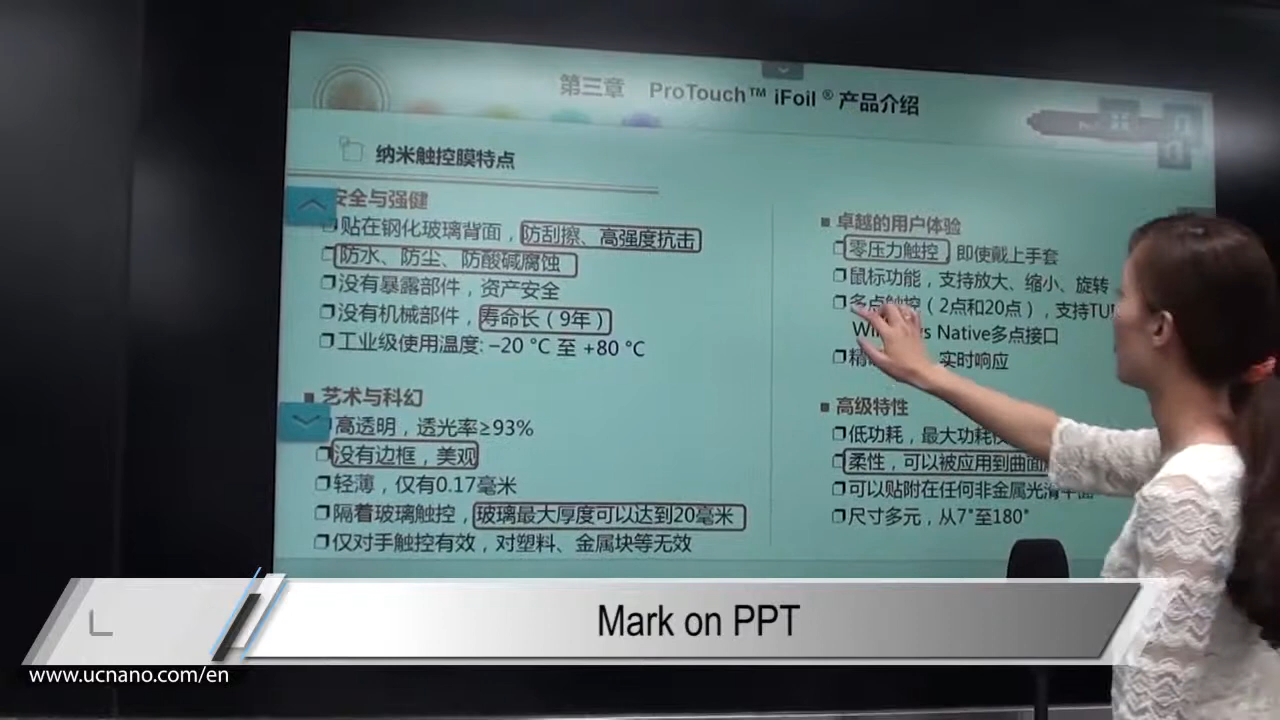 第三章 ProTouch™ iFoil ® 产品介绍
纳米触控膜特点
安全与强健
贴在钢化玻璃背面，防刮擦、高强度抗击
防水、防尘、防酸碱腐蚀
没有暴露部件，资产安全
没有机械部件，寿命长（9年）
工业级使用温度: –20 °C 至 +80 °C
艺术与科幻
高透明，透光率≥93%
没有边框，美观
轻薄，仅有0.17毫米
隔着玻璃触控，玻璃最大厚度可以达到20毫米
仅对手触控有效，对塑料、金属块等无效
卓越的用户体验
零压力触控，即使戴上手套
鼠标功能，支持放大、缩小、旋转
多点触控（2点和20点），支持
Native多点接口
实时响应
高级特性
低功耗，最大功耗
柔性，可以被应用到曲面
可以贴附在任何非金属光滑平面
尺寸多元，从7"至180"
Mark on PPT
www.ucnano.com/en